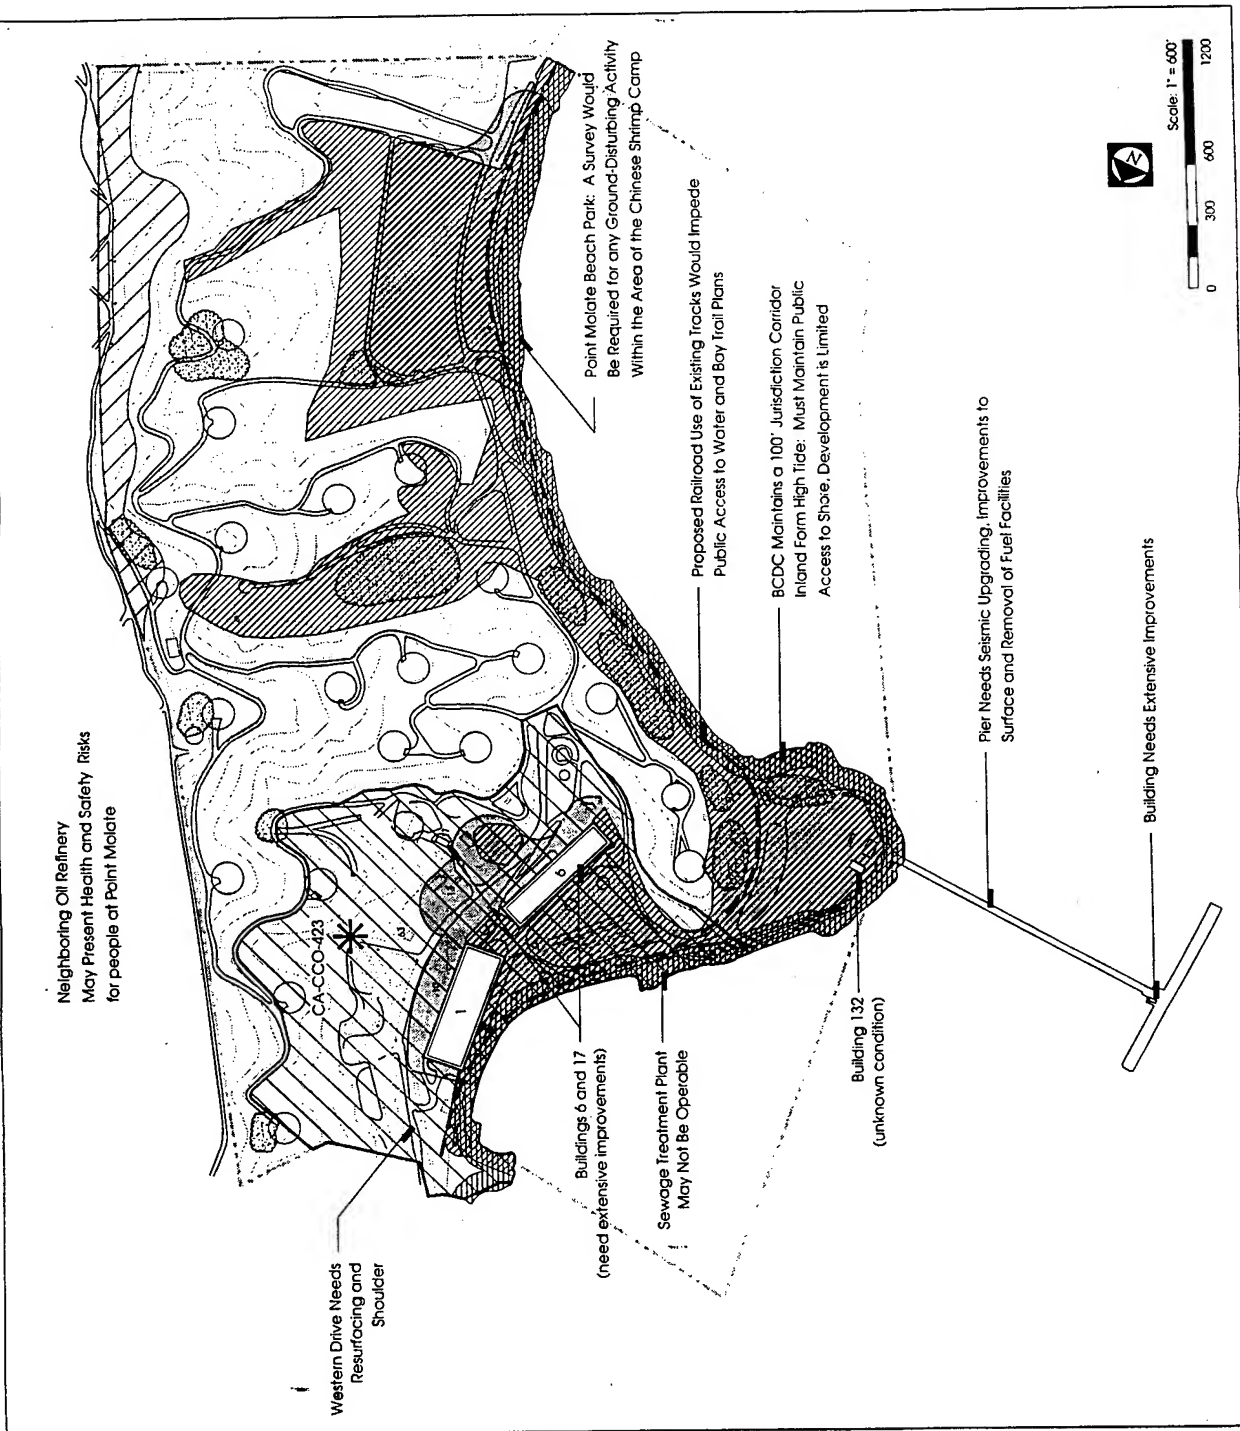 Neighboring Oil Refinery
May Present Health and Safety Risks
for people at Point Molate
Point Molate Beach Park: A Survey Would
Be Required for any Ground-Disturbing Activity
Within the Area of the Chinese Shrimp Camp
Proposed Railroad Use of Existing Tracks Would Impede
Public Access to Water and Bay Trail Plans
BCDC Maintains a 100' Jurisdiction Corridor
Inland Form High Tide: Must Maintain Public
Access to Shore, Development is Limited
Pier Needs Seismic Upgrading, Improvements to
Surface and Removal of Fuel Facilities
Building Needs Extensive Improvements
Western Drive Needs
Resurfacing and
Shoulder
Buildings 6 and 17
(need extensive improvements)
Sewage Treatment Plant
May Not Be Operable
Building 132
(unknown condition)
CA-CCO-423
1
6
N
Scale: 1" = 600'
0 300 600 1200